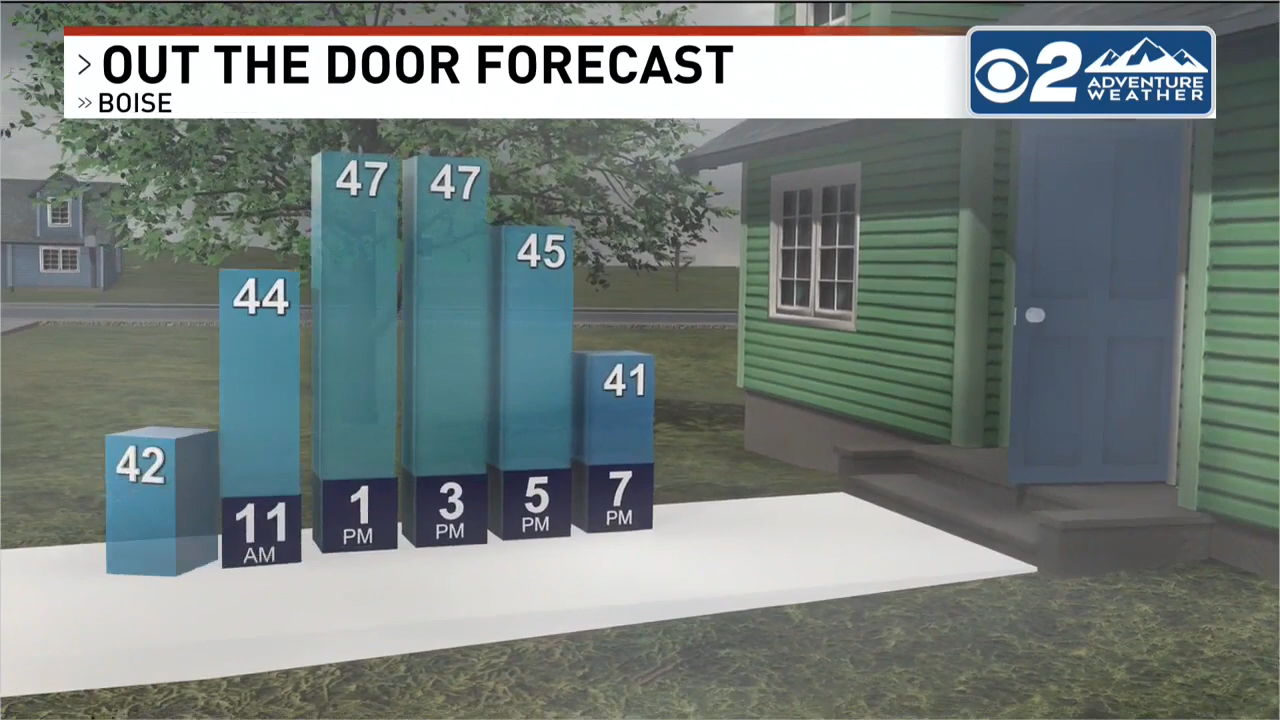 > OUT THE DOOR FORECAST
» BOISE
2 ADVENTURE
WEATHER
42
44
47
47
45
41
11
AM
1
PM
3
PM
5
PM
7
PM